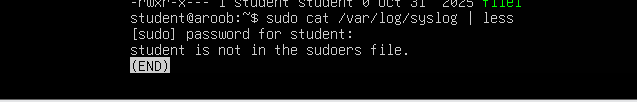 -rwxr-x--- 1 student student 0 Oct 31  2025 file1
student@aroob:~$ sudo cat /var/log/syslog | less
[sudo] password for student:
student is not in the sudoers file.
(END)